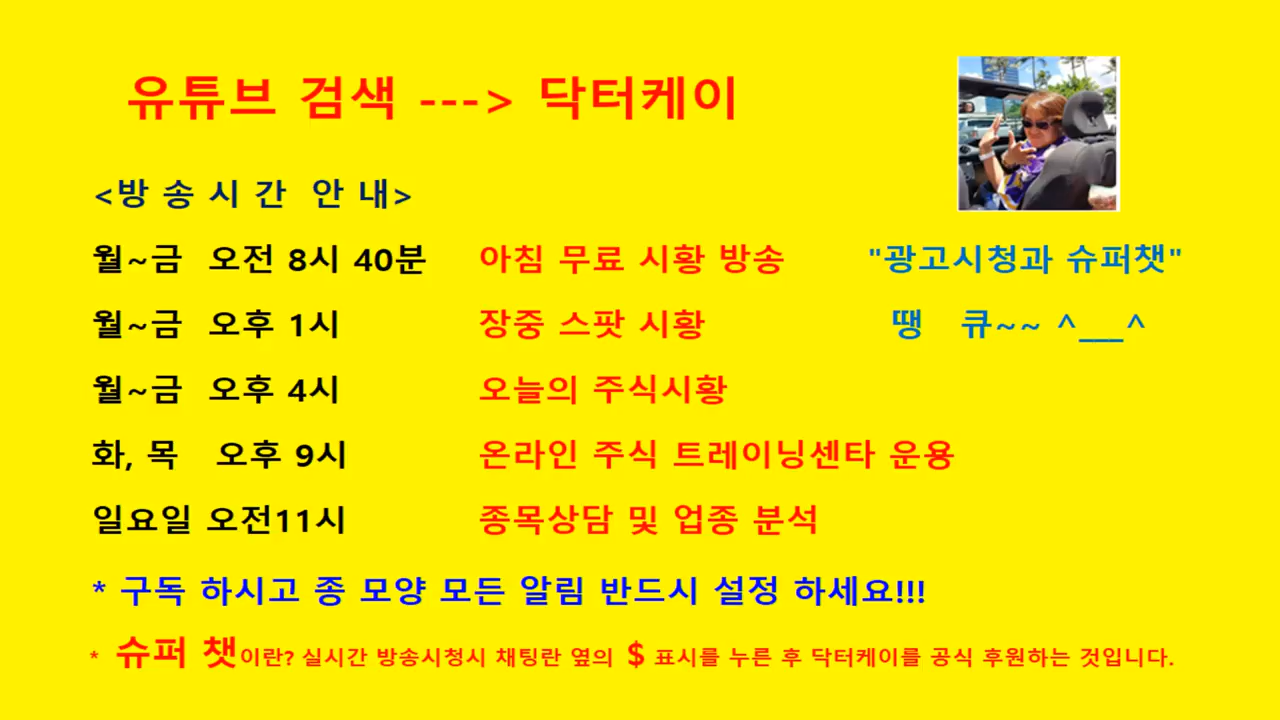 유튜브 검색 ---> 닥터케이
<방 송 시 간 안 내>
월~금 오전 8시 40분 아침 무료 시황 방송 "광고시청과 슈퍼챗"
월~금 오후 1시 장중 스팟 시황 땡 큐~~ ^___^
월~금 오후 4시 오늘의 주식시황
화, 목 오후 9시 온라인 주식 트레이닝센타 운용
일요일 오전11시 종목상담 및 업종 분석
* 구독 하시고 종 모양 모든 알림 반드시 설정 하세요!!!
* 슈퍼 챗이란? 실시간 방송시청시 채팅란 옆의 $ 표시를 누른 후 닥터케이를 공식 후원하는 것입니다.